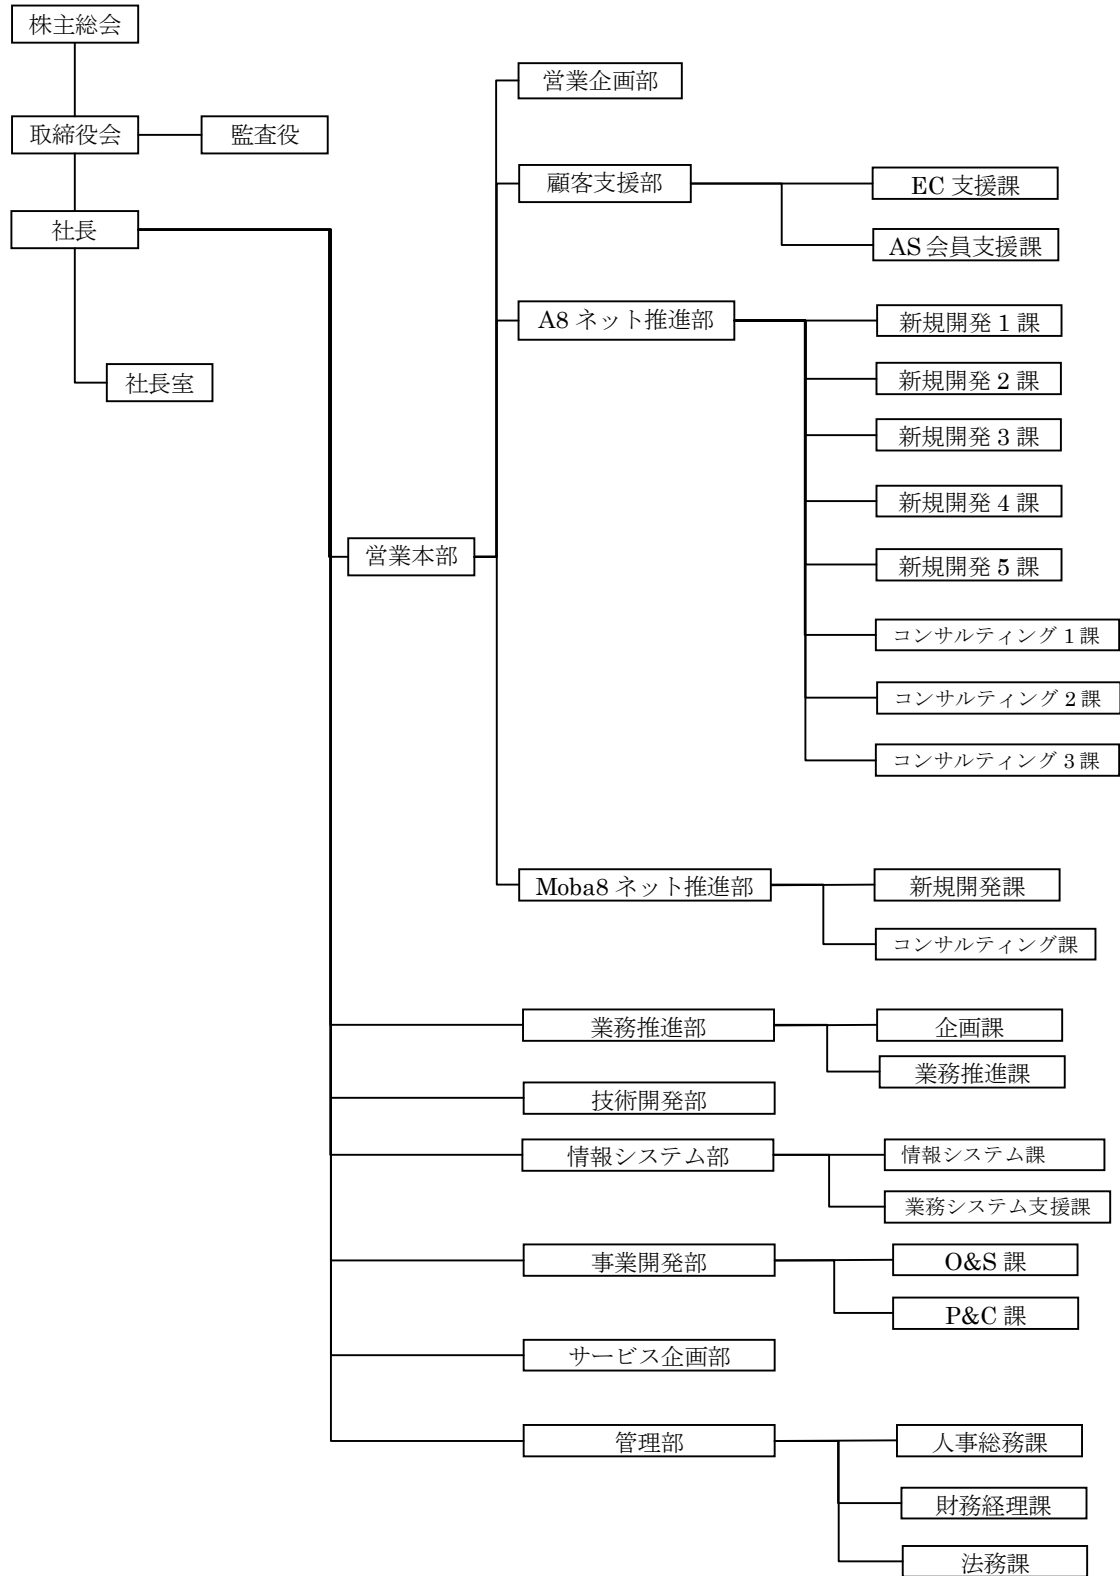 株主総会
取締役会
監査役
社長
社長室
営業本部
営業企画部
顧客支援部
EC 支援課
AS 会員支援課
A8 ネット推進部
新規開発 1 課
新規開発 2 課
新規開発 3 課
新規開発 4 課
新規開発 5 課
コンサルティング 1 課
コンサルティング 2 課
コンサルティング 3 課
Moba8 ネット推進部
新規開発課
コンサルティング課
業務推進部
企画課
業務推進課
技術開発部
情報システム部
情報システム課
業務システム支援課
事業開発部
O&S 課
P&C 課
サービス企画部
管理部
人事総務課
財務経理課
法務課